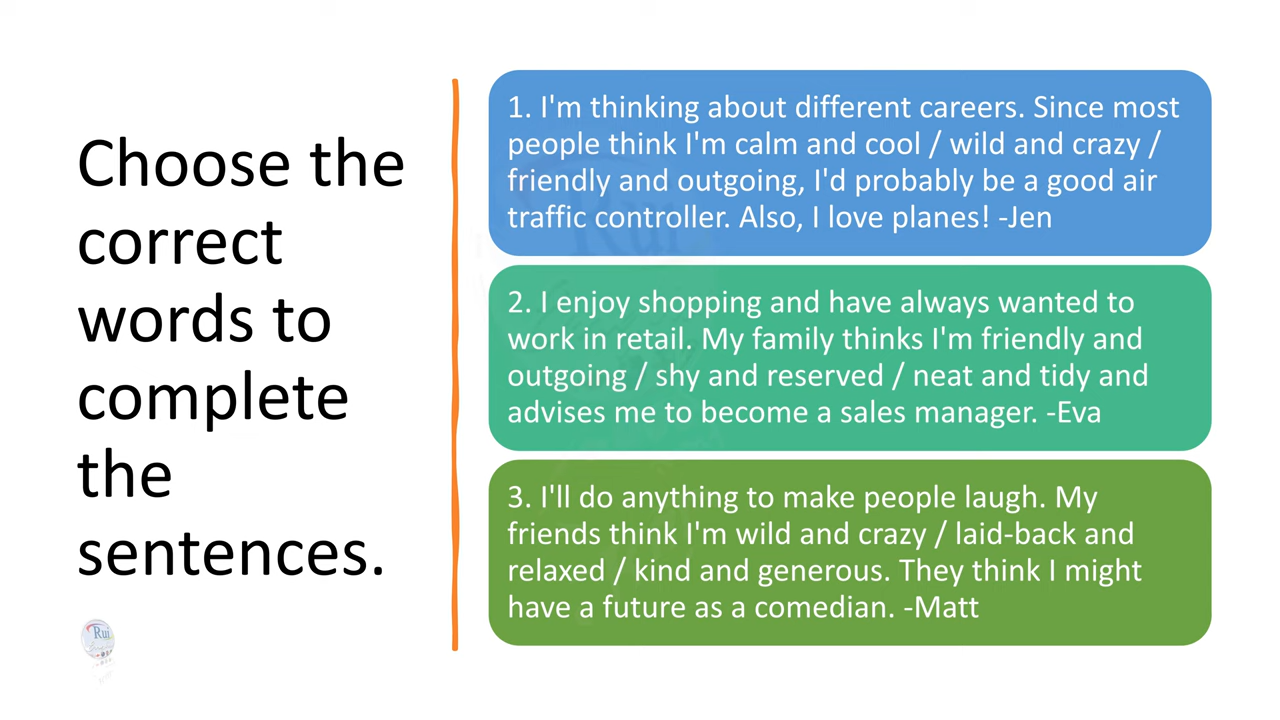 Choose the
correct
words to
complete
the
sentences.
1. I'm thinking about different careers. Since most
people think I'm calm and cool / wild and crazy /
friendly and outgoing, I'd probably be a good air
traffic controller. Also, I love planes! -Jen
2. I enjoy shopping and have always wanted to
work in retail. My family thinks I'm friendly and
outgoing / shy and reserved / neat and tidy and
advises me to become a sales manager. -Eva
3. I'll do anything to make people laugh. My
friends think I'm wild and crazy / laid-back and
relaxed / kind and generous. They think I might
have a future as a comedian. -Matt
Rui